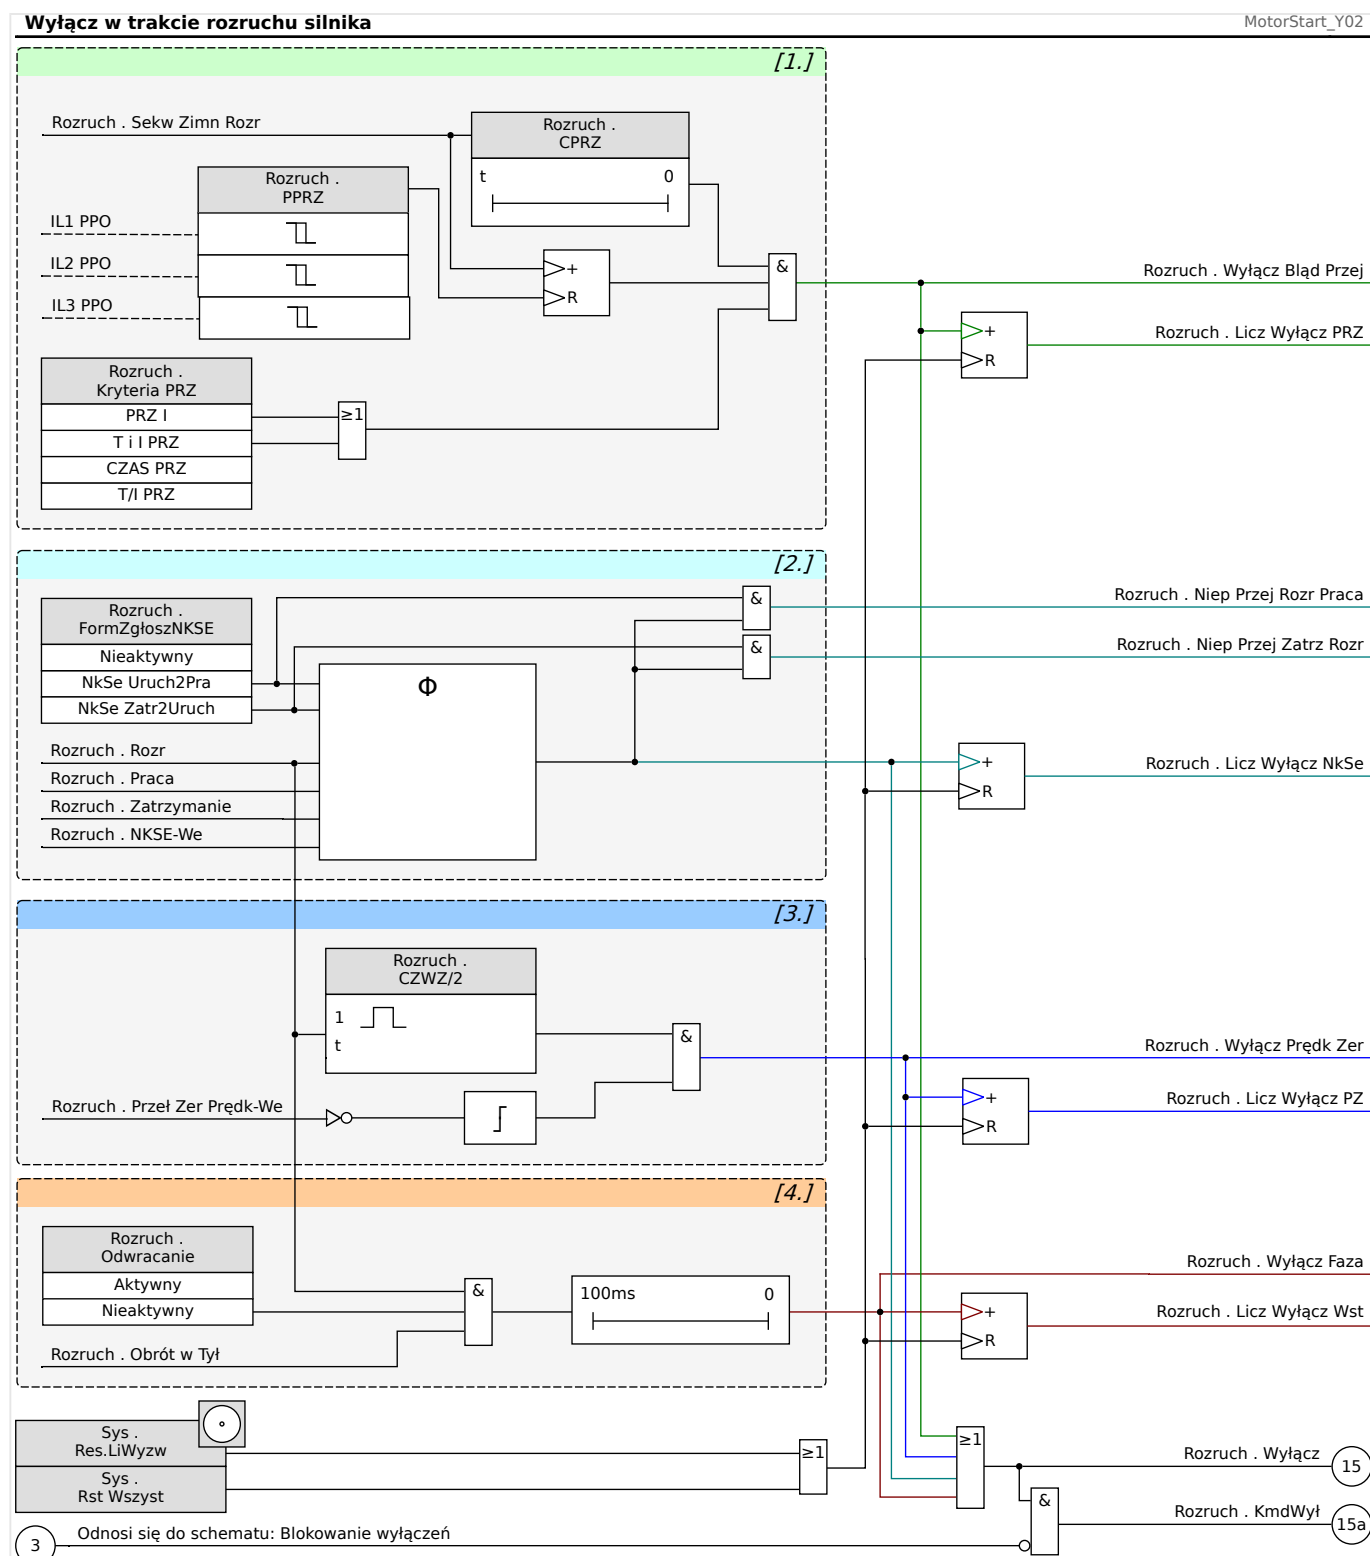 Wyłącz w trakcie rozruchu silnika
MotorStart_Y02
[1.]
Rozruch . Sekw Zimn Rozr
Rozruch .
CPRZ
t
0
Rozruch .
PPRZ
IL1 PPO
IL2 PPO
IL3 PPO
+
R
&
Rozruch . Wyłącz Bląd Przej
+
R
Rozruch . Licz Wyłącz PRZ
Rozruch .
Kryteria PRZ
PRZ I
T i I PRZ
CZAS PRZ
T/I PRZ
≥1
[2.]
Rozruch .
FormZgłoszNKSE
Nieaktywny
NkSe Uruch2Pra
NkSe Zatr2Uruch
Φ
&
&
Rozruch . Niep Przej Rozr Praca
Rozruch . Niep Przej Zatrz Rozr
Rozruch . Rozr
Rozruch . Praca
Rozruch . Zatrzymanie
Rozruch . NKSE-We
+
R
Rozruch . Licz Wyłącz NkSe
[3.]
Rozruch .
CZWZ/2
1
t
&
Rozruch . Wyłącz Prędk Zer
+
R
Rozruch . Licz Wyłącz PZ
Rozruch . Przeł Zer Prędk-We
[4.]
Rozruch .
Odwracanie
Aktywny
Nieaktywny
&
100ms
0
Rozruch . Wyłącz Faza
+
R
Rozruch . Licz Wyłącz Wst
Rozruch . Obrót w Tył
Sys .
Res.LiWyzw
Sys .
Rst Wszyst
≥1
≥1
Rozruch . Wyłącz
15
&
Rozruch . KmdWył
15a
3
Odnosi się do schematu: Blokowanie wyłączeń